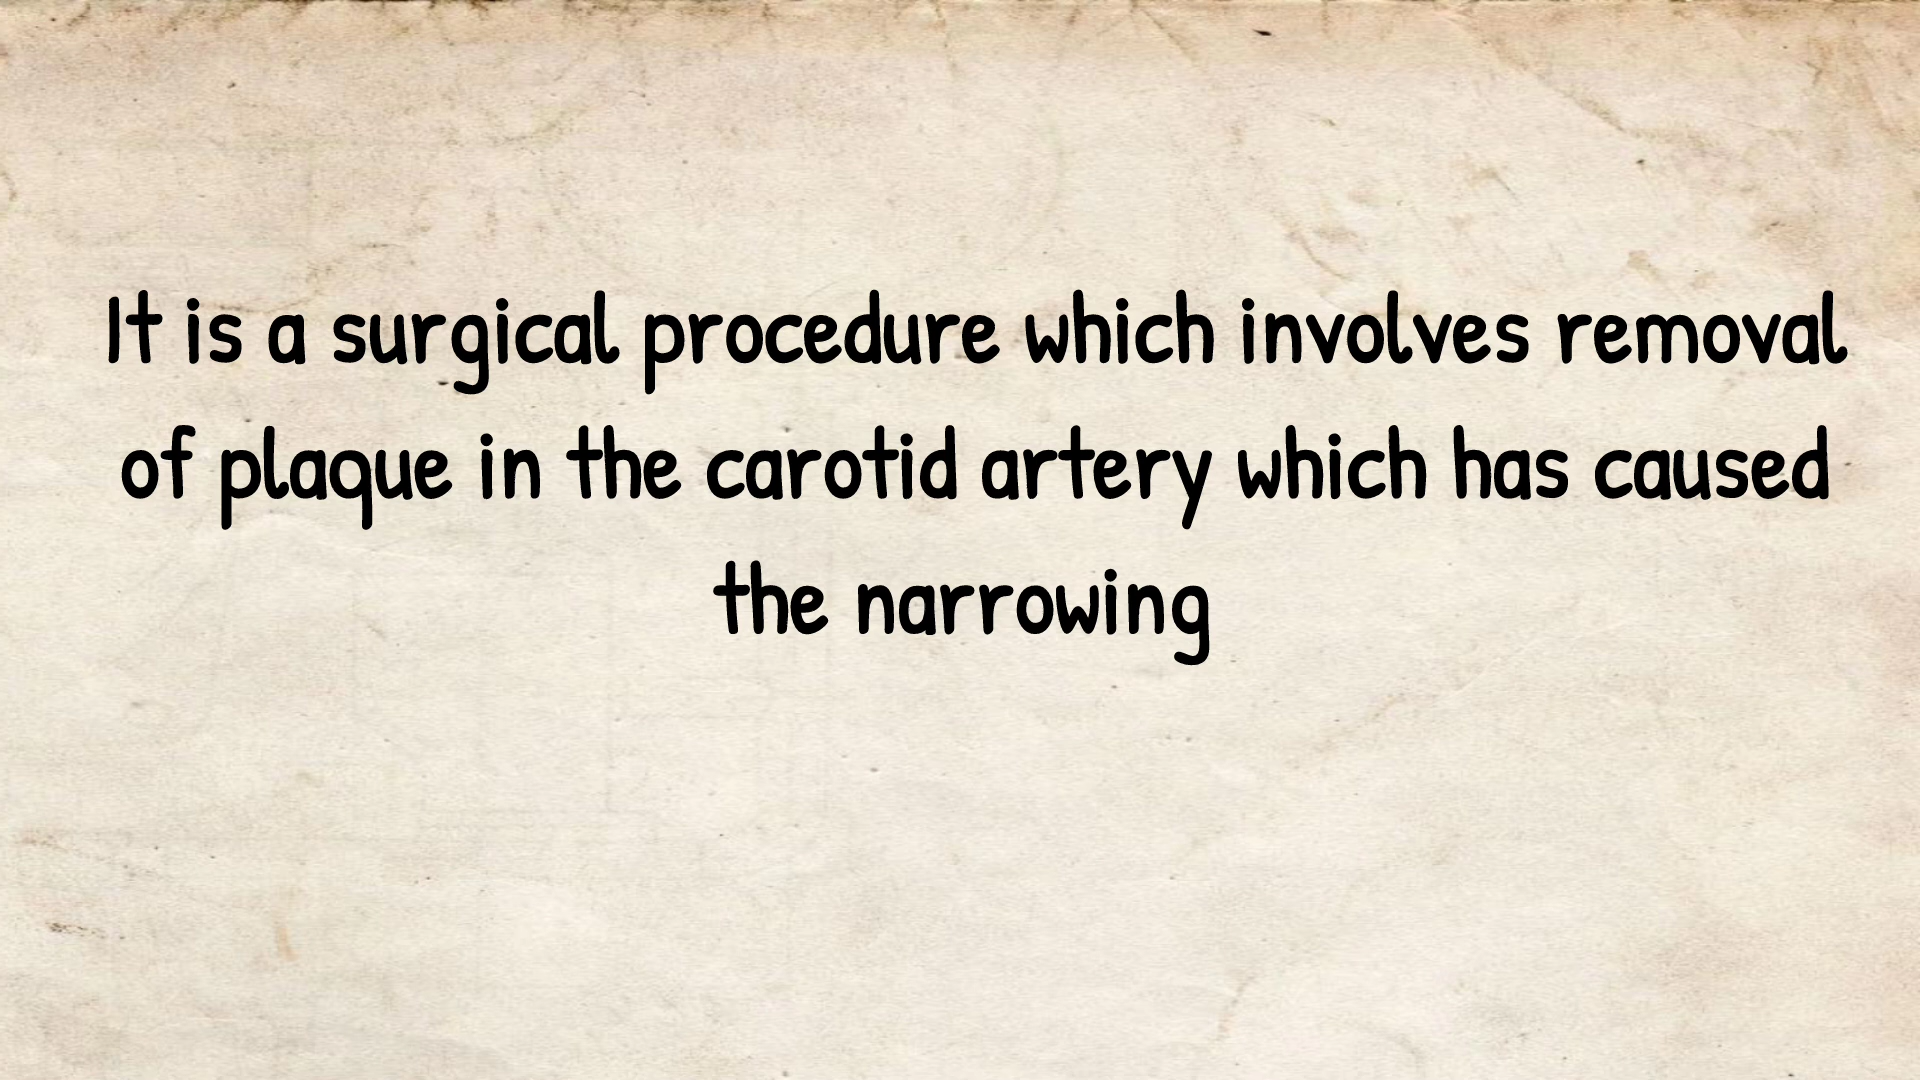 It is a surgical procedure which involves removal
of plaque in the carotid artery which has caused
the narrowing